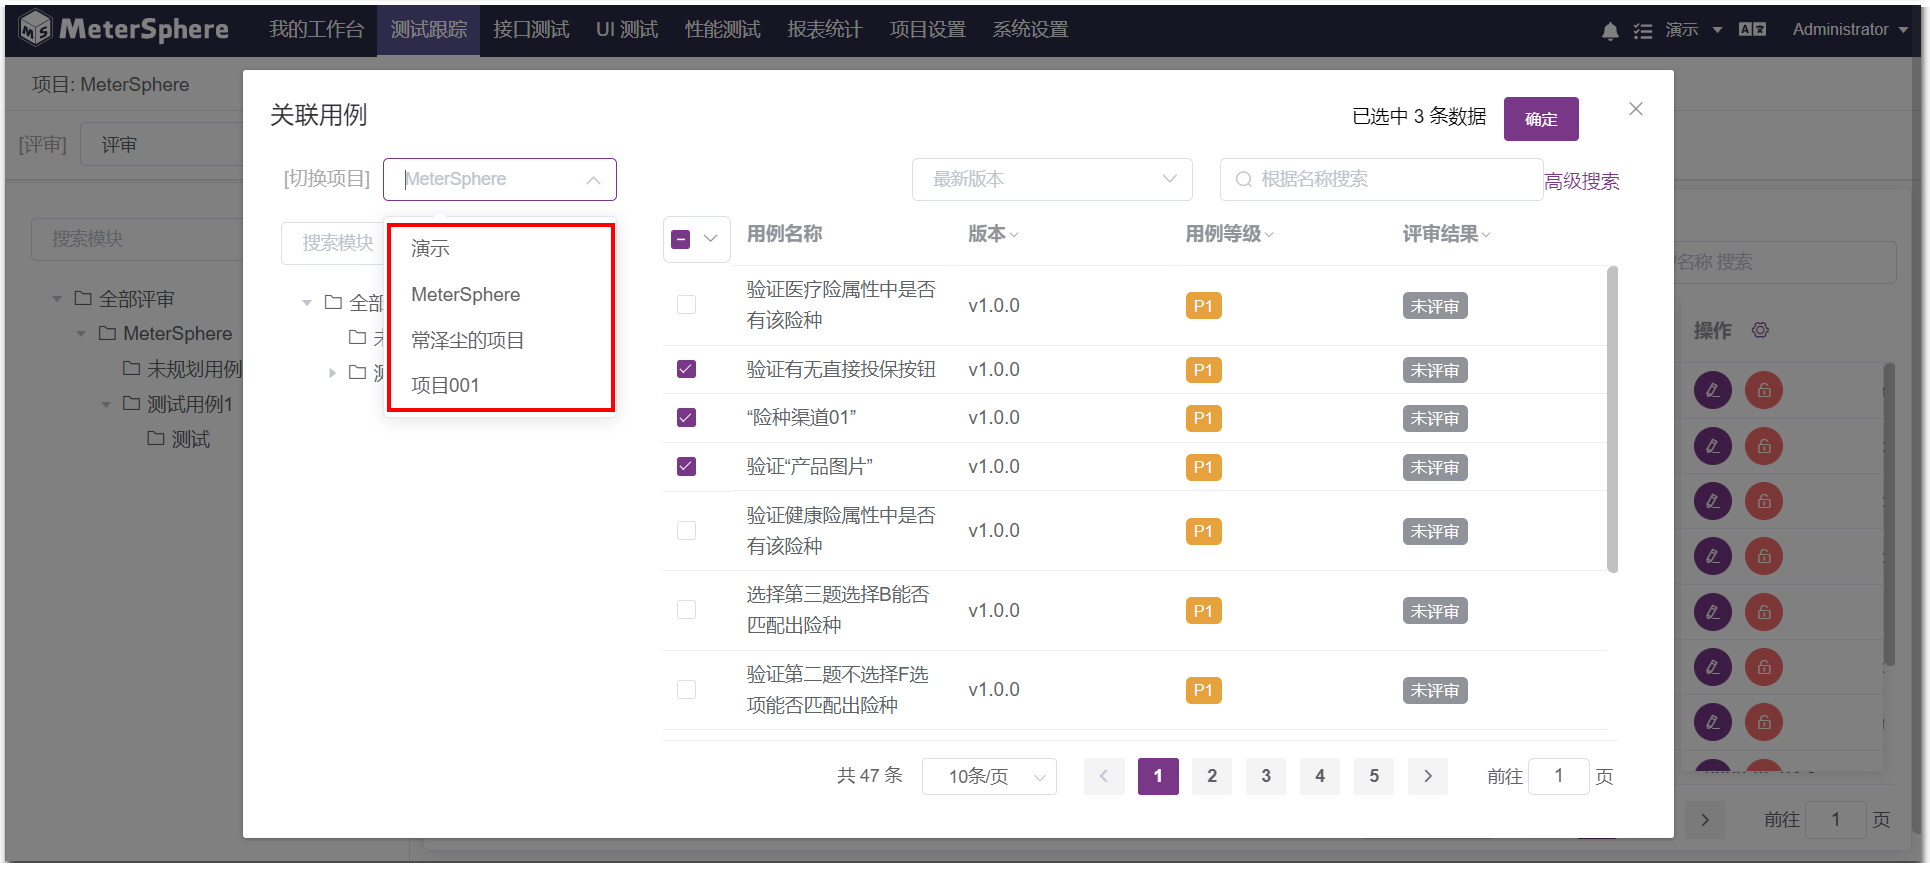 MeterSphere
我的工作台
测试跟踪
接口测试
UI 测试
性能测试
报表统计
项目设置
系统设置
演示
Administrator
项目: MeterSphere
[评审]
评审
搜索模块
全部评审
MeterSphere
未规划用例
测试用例1
测试
关联用例
已选中 3 条数据
确定
[切换项目]
MeterSphere
最新版本
根据名称搜索
高级搜索
搜索模块
演示
MeterSphere
常泽尘的项目
项目001
全部
用例名称
版本
用例等级
评审结果
验证医疗险属性中是否
有该险种
v1.0.0
P1
未评审
验证有无直接投保按钮
v1.0.0
P1
未评审
“险种渠道01”
v1.0.0
P1
未评审
验证“产品图片”
v1.0.0
P1
未评审
验证健康险属性中是否
有该险种
v1.0.0
P1
未评审
选择第三题选择B能否
匹配出险种
v1.0.0
P1
未评审
验证第二题不选择F选
项能否匹配出险种
v1.0.0
P1
未评审
共 47 条
10条/页
1
2
3
4
5
前往
1
页
名称 搜索
操作
前往
1
页